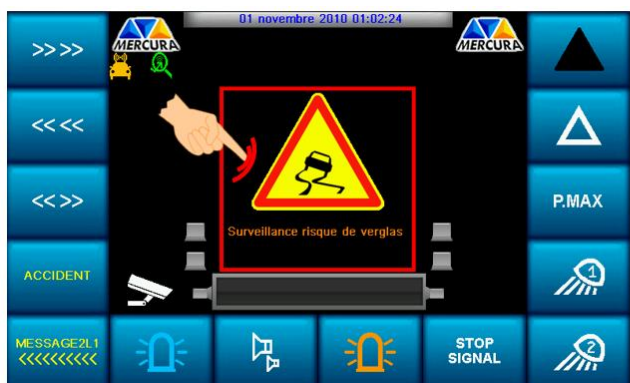 01 novembre 2010 01:02:24
MERCURA
MERCURA
>> >>
<< <<
<< >>
P.MAX
Surveillance risque de verglas
ACCIDENT
1
MESSAGE2L1
<<<<<<<<<<
STOP
SIGNAL
2